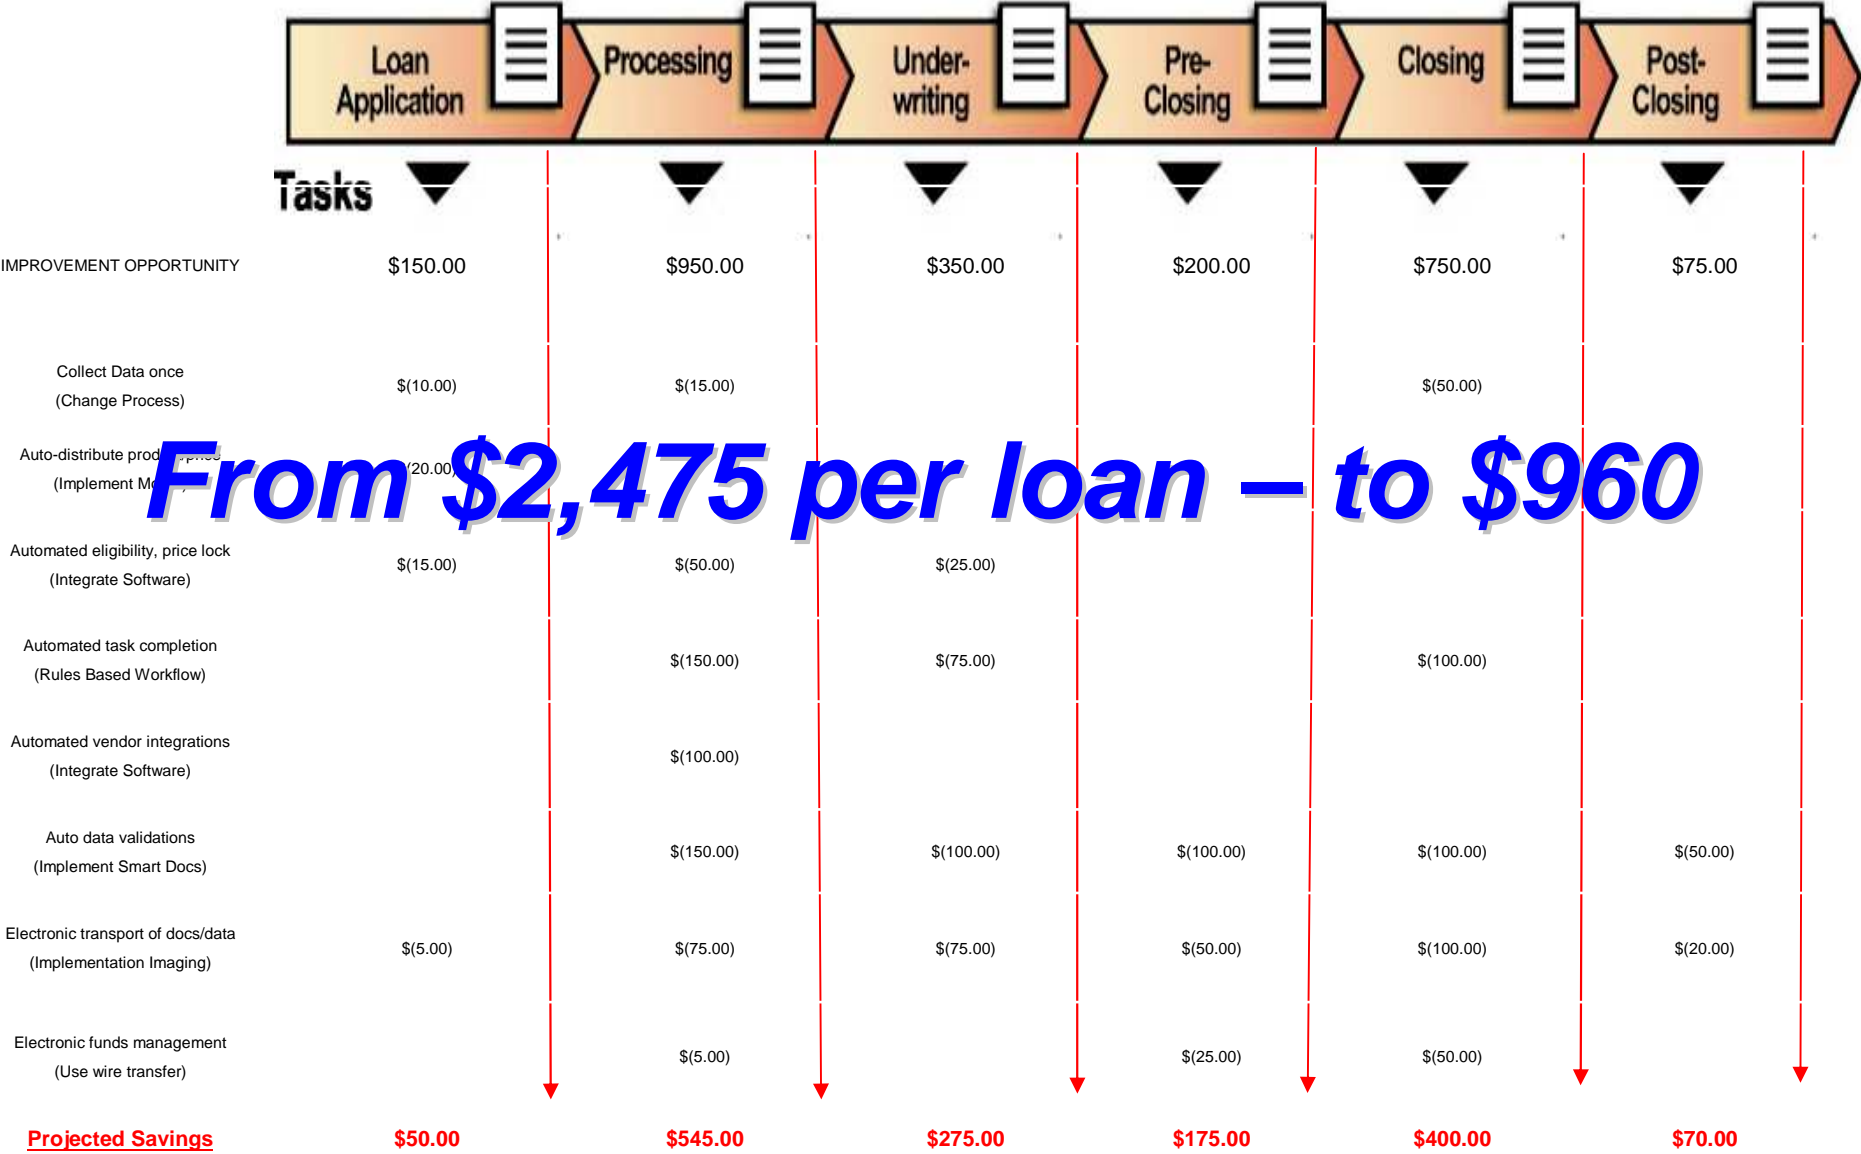 Loan Application
Processing
Under-writing
Pre-Closing
Closing
Post-Closing
Tasks
IMPROVEMENT OPPORTUNITY $150.00 $950.00 $350.00 $200.00 $750.00 $75.00
Collect Data once
(Change Process)
$(10.00) $(15.00) $(50.00)
Auto-distribute
(Implement
(20.00)
From $2,475 per loan – to $960
Automated eligibility, price lock
(Integrate Software)
$(15.00) $(50.00) $(25.00)
Automated task completion
(Rules Based Workflow)
$(150.00) $(75.00) $(100.00)
Automated vendor integrations
(Integrate Software)
$(100.00)
Auto data validations
(Implement Smart Docs)
$(150.00) $(100.00) $(100.00) $(100.00) $(50.00)
Electronic transport of docs/data
(Implementation Imaging)
$(5.00) $(75.00) $(75.00) $(50.00) $(100.00) $(20.00)
Electronic funds management
(Use wire transfer)
$(5.00) $(25.00) $(50.00)
Projected Savings $50.00 $545.00 $275.00 $175.00 $400.00 $70.00